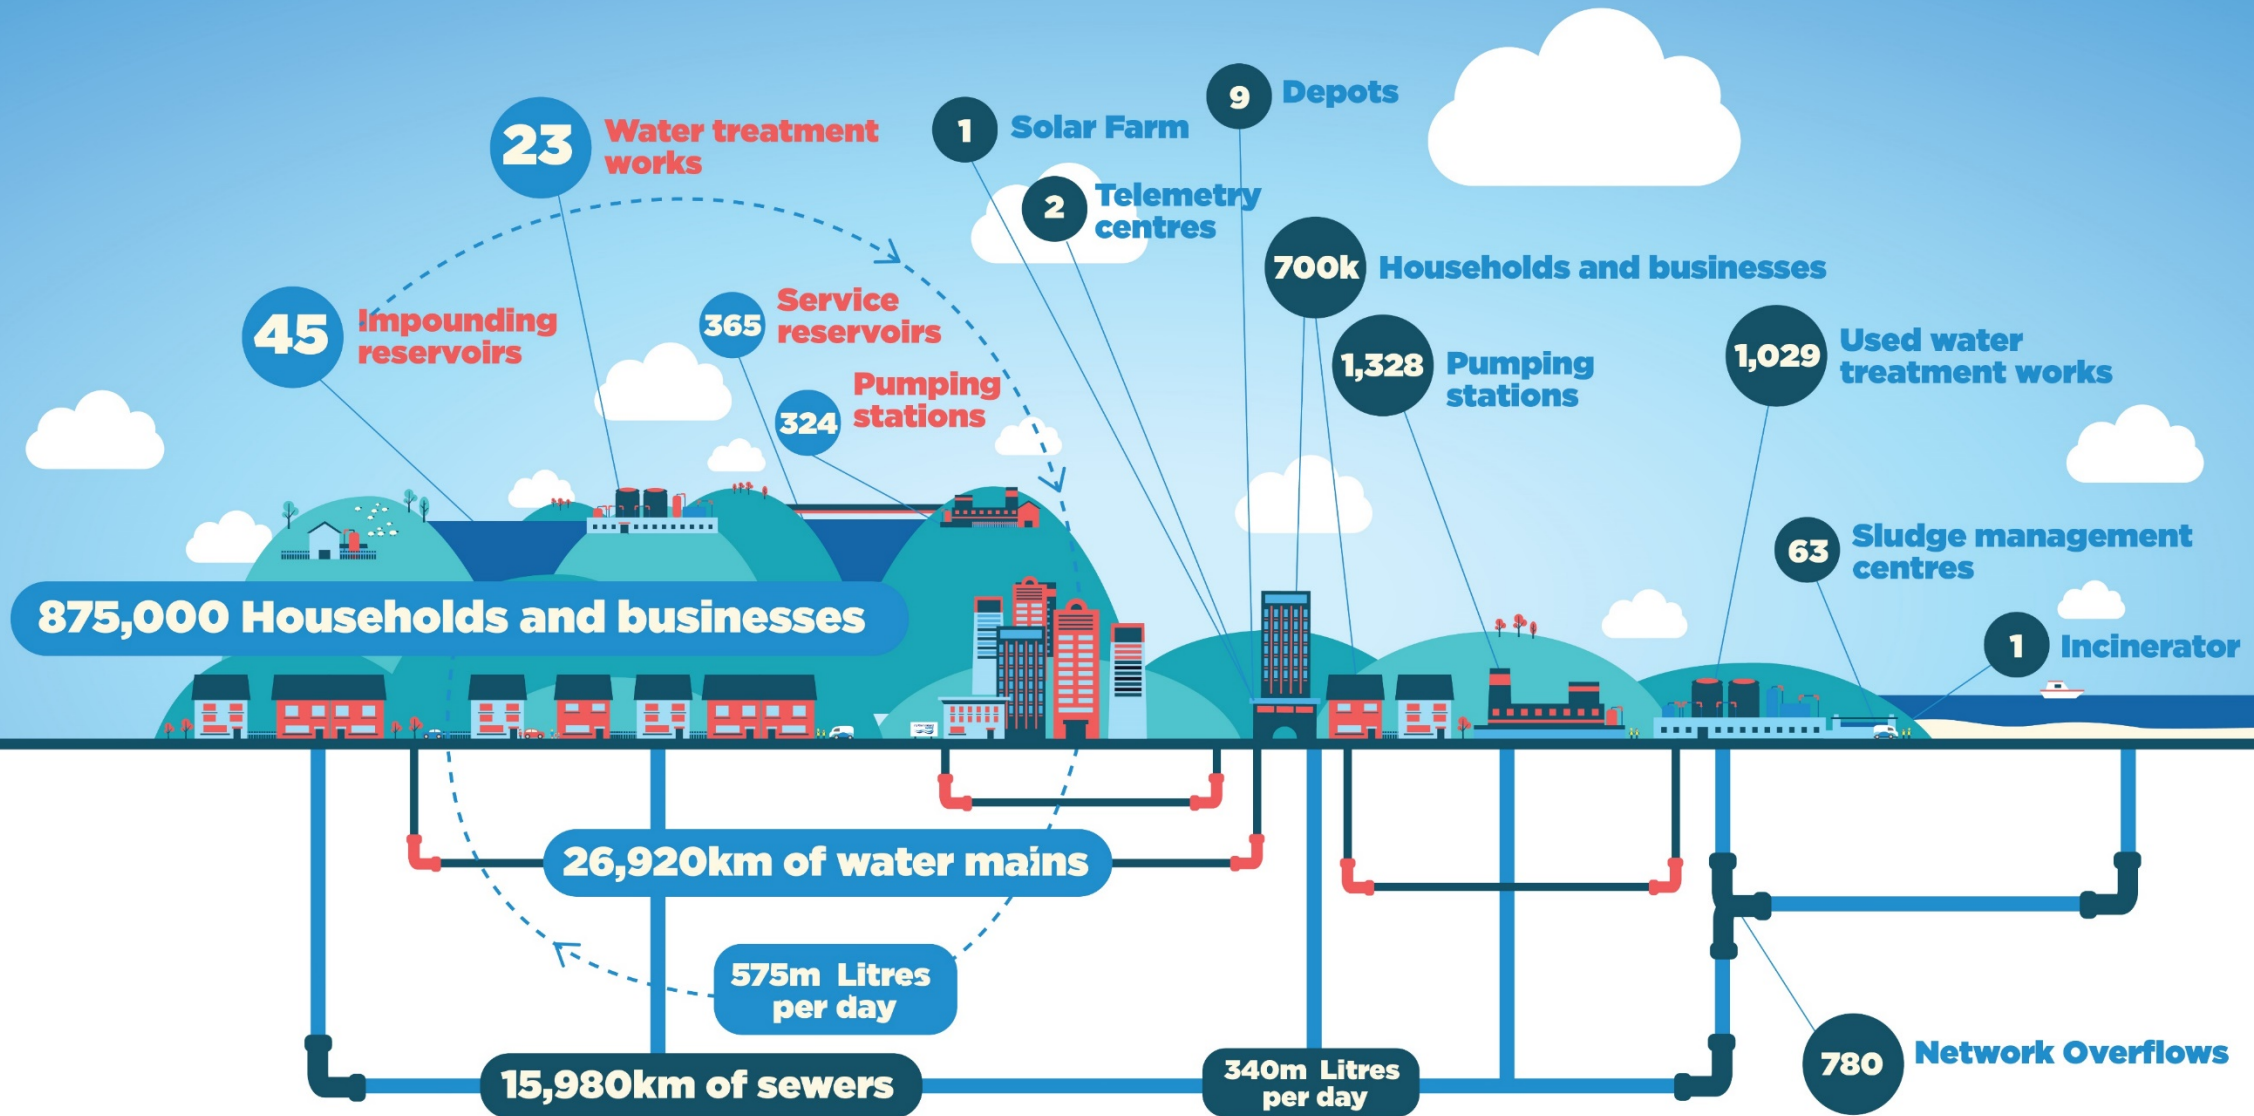 9 Depots
23 Water treatment
works
1 Solar Farm
2 Telemetry
centres
700k Households and businesses
45 Impounding
reservoirs
365 Service
reservoirs
1,328 Pumping
stations
1,029 Used water
treatment works
324 Pumping
stations
63 Sludge management
centres
875,000 Households and businesses
1 Incinerator
26,920km of water mains
575m Litres
per day
15,980km of sewers
340m Litres
per day
780 Network Overflows